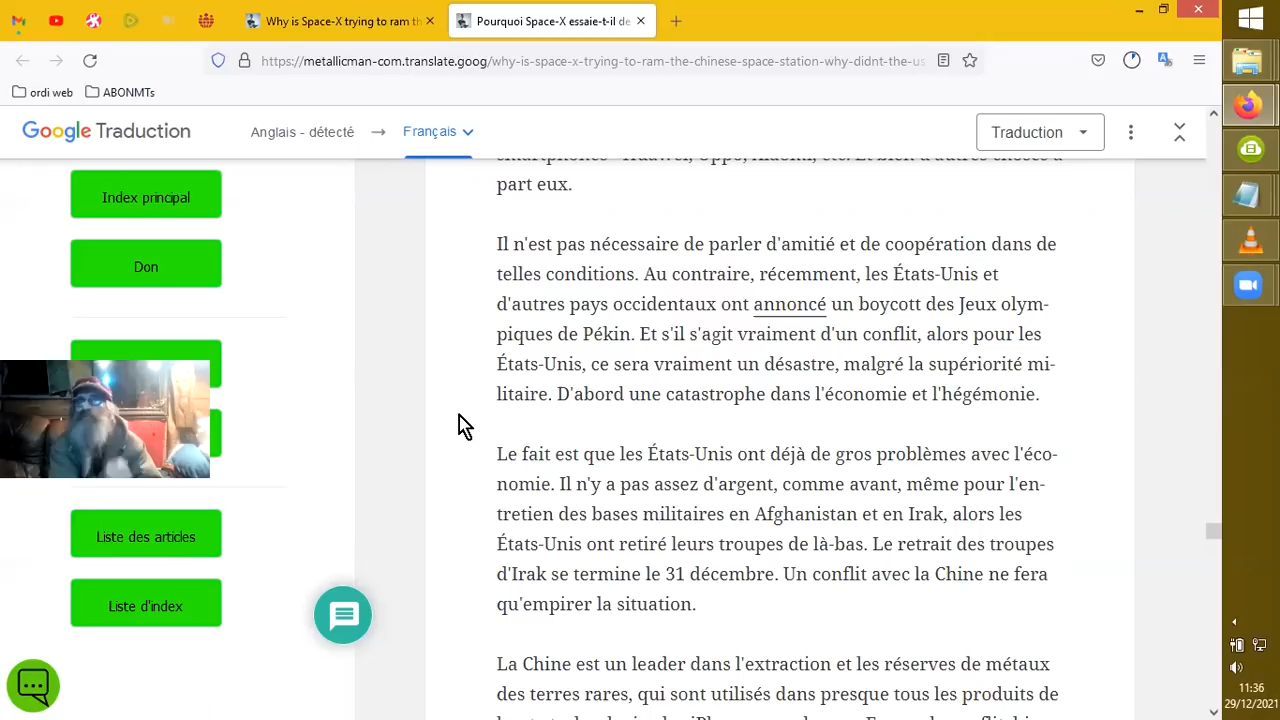 Why is Space-X trying to ram th
Pourquoi Space-X essaie-t-il de
https://metallicman-com.translate.goog/why-is-space-x-trying-to-ram-the-chinese-space-station-why-didnt-the-us
ordi web
ABONMTs
Google Traduction
Anglais - détecté
Français
Traduction
Index principal
Don
Liste des articles
Liste d'index
part eux.
Il n'est pas nécessaire de parler d'amitié et de coopération dans de
telles conditions. Au contraire, récemment, les États-Unis et
d'autres pays occidentaux ont annoncé un boycott des Jeux olym-
piques de Pékin. Et s'il s'agit vraiment d'un conflit, alors pour les
États-Unis, ce sera vraiment un désastre, malgré la supériorité mi-
litaire. D'abord une catastrophe dans l'économie et l'hégémonie.
Le fait est que les États-Unis ont déjà de gros problèmes avec l'éco-
nomie. Il n'y a pas assez d'argent, comme avant, même pour l'en-
tretien des bases militaires en Afghanistan et en Irak, alors les
États-Unis ont retiré leurs troupes de là-bas. Le retrait des troupes
d'Irak se termine le 31 décembre. Un conflit avec la Chine ne fera
qu'empirer la situation.
La Chine est un leader dans l'extraction et les réserves de métaux
des terres rares, qui sont utilisés dans presque tous les produits de
11:36
29/12/2021